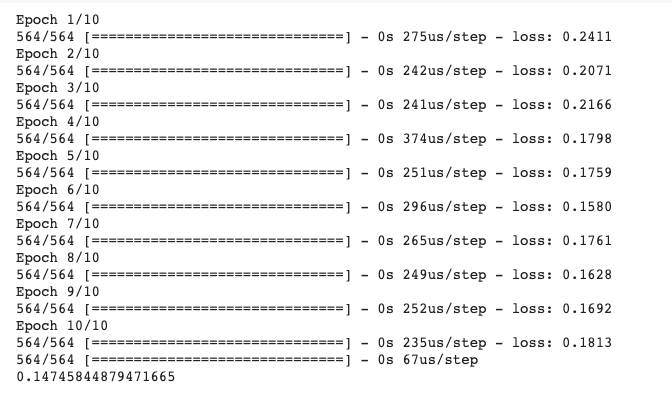 Epoch 1/10
564/564 [==============================] - 0s 275us/step - loss: 0.2411
Epoch 2/10
564/564 [==============================] - 0s 242us/step - loss: 0.2071
Epoch 3/10
564/564 [==============================] - 0s 241us/step - loss: 0.2166
Epoch 4/10
564/564 [==============================] - 0s 374us/step - loss: 0.1798
Epoch 5/10
564/564 [==============================] - 0s 251us/step - loss: 0.1759
Epoch 6/10
564/564 [==============================] - 0s 296us/step - loss: 0.1580
Epoch 7/10
564/564 [==============================] - 0s 265us/step - loss: 0.1761
Epoch 8/10
564/564 [==============================] - 0s 249us/step - loss: 0.1628
Epoch 9/10
564/564 [==============================] - 0s 252us/step - loss: 0.1692
Epoch 10/10
564/564 [==============================] - 0s 235us/step - loss: 0.1813
564/564 [==============================] - 0s 67us/step
0.14745844879471665